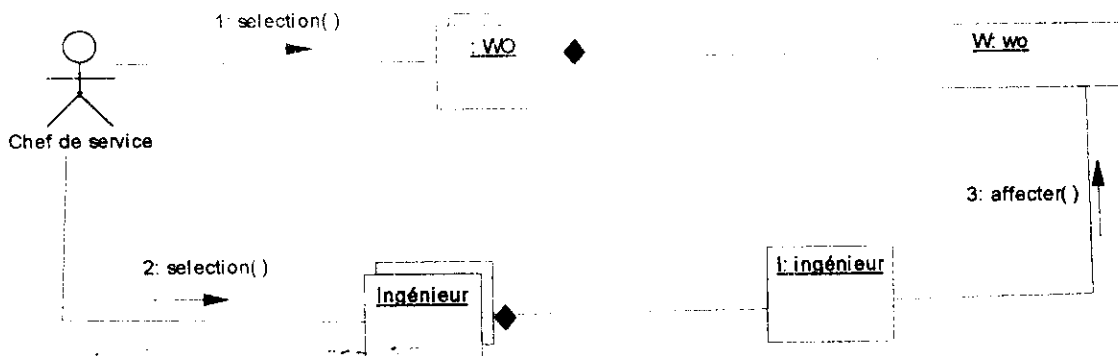 1: selection()
: WO
W: wo
Chef de service
3: affecter()
2: selection()
Ingénieur
I: ingénieur